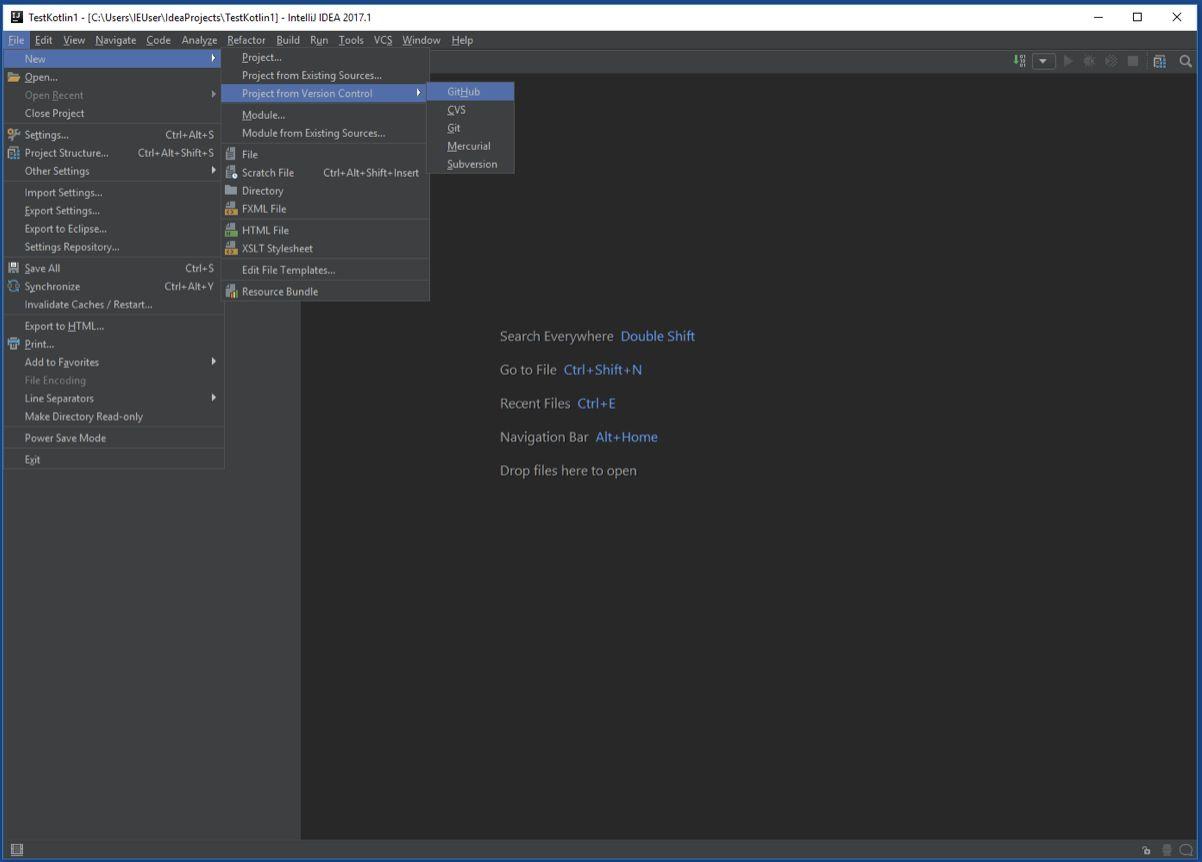 TestKotlin1 - [C:\Users\IEUser\IdeaProjects\TestKotlin1] - IntelliJ IDEA 2017.1
File Edit View Navigate Code Analyze Refactor Build Run Tools VCS Window Help
New
Open...
Open Recent
Close Project
Settings... Ctrl+Alt+S
Project Structure... Ctrl+Alt+Shift+S
Other Settings
Import Settings...
Export Settings...
Export to Eclipse...
Settings Repository...
Save All Ctrl+S
Synchronize Ctrl+Alt+Y
Invalidate Caches / Restart...
Export to HTML...
Print...
Add to Favorites
File Encoding
Line Separators
Make Directory Read-only
Power Save Mode
Exit
Project...
Project from Existing Sources...
Project from Version Control
Module...
Module from Existing Sources...
File
Scratch File Ctrl+Alt+Shift+Insert
Directory
FXML File
HTML File
XSLT Stylesheet
Edit File Templates...
Resource Bundle
GitHub
CVS
Git
Mercurial
Subversion
Search Everywhere Double Shift
Go to File Ctrl+Shift+N
Recent Files Ctrl+E
Navigation Bar Alt+Home
Drop files here to open